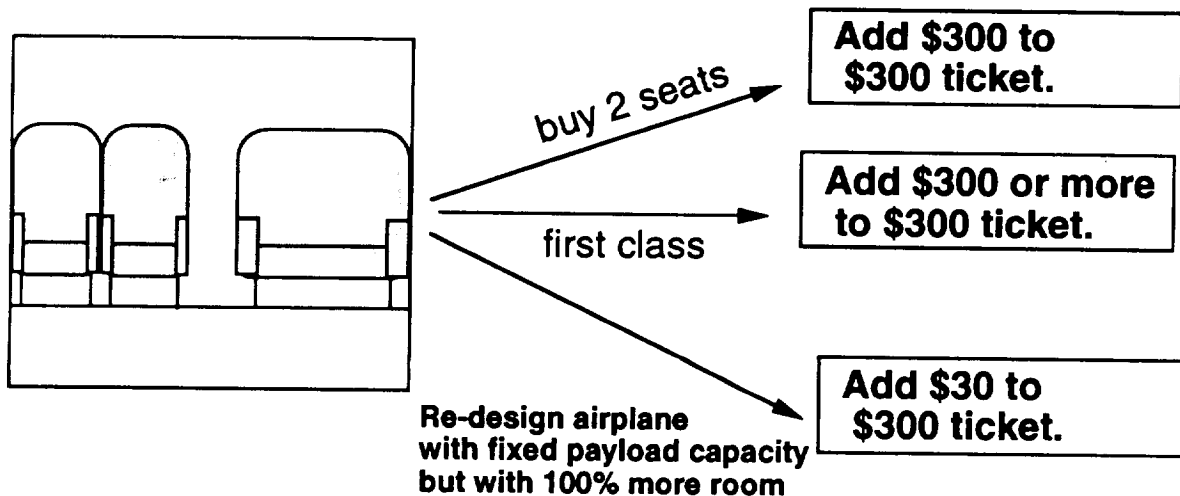 buy 2 seats
Add $300 to
$300 ticket.
first class
Add $300 or more
to $300 ticket.
Re-design airplane
with fixed payload capacity
but with 100% more room
Add $30 to
$300 ticket.